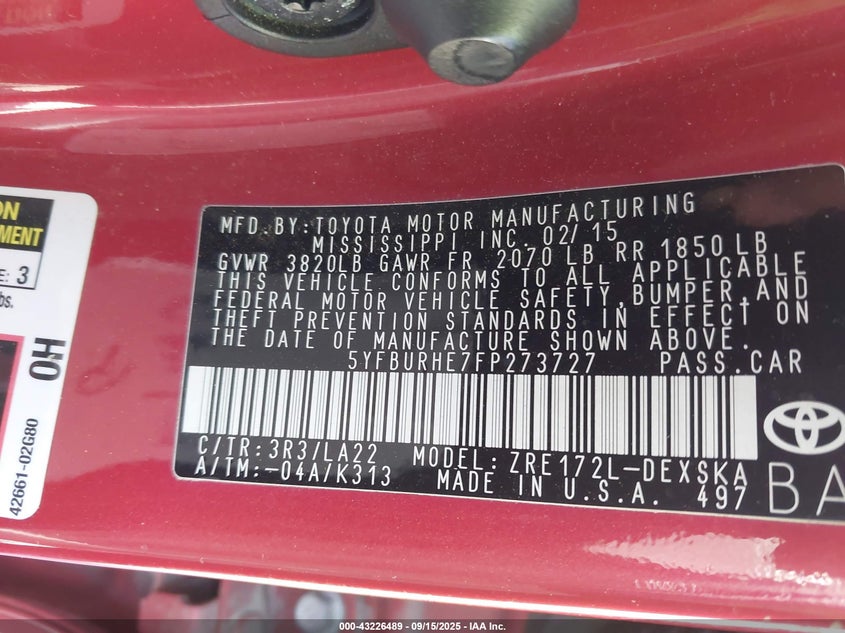 MFD.BY:TOYOTA MOTOR MANUFACTURING
MISSISSIPPI INC. 02/15
GVWR 3820LB GAWR FR 2070 LB RR 1850 LB
THIS VEHICLE CONFORMS TO ALL APPLICABLE
FEDERAL MOTOR VEHICLE SAFETY,BUMPER,AND
THEFT PREVENTION STANDARDS IN EFFECT ON
THE DATE OF MANUFACTURE SHOWN ABOVE.
5YFBURHE7FP273727 PASS.CAR
C/TR:3R3/LA22 MODEL:ZRE172L-DEXSKA
A/TM:-04A/K313 MADE IN U.S.A. 497
BA
ON
MENT
E: 3
bs.
OH
42661-02G80
000-43226489 - 09/15/2025 - IAA Inc.